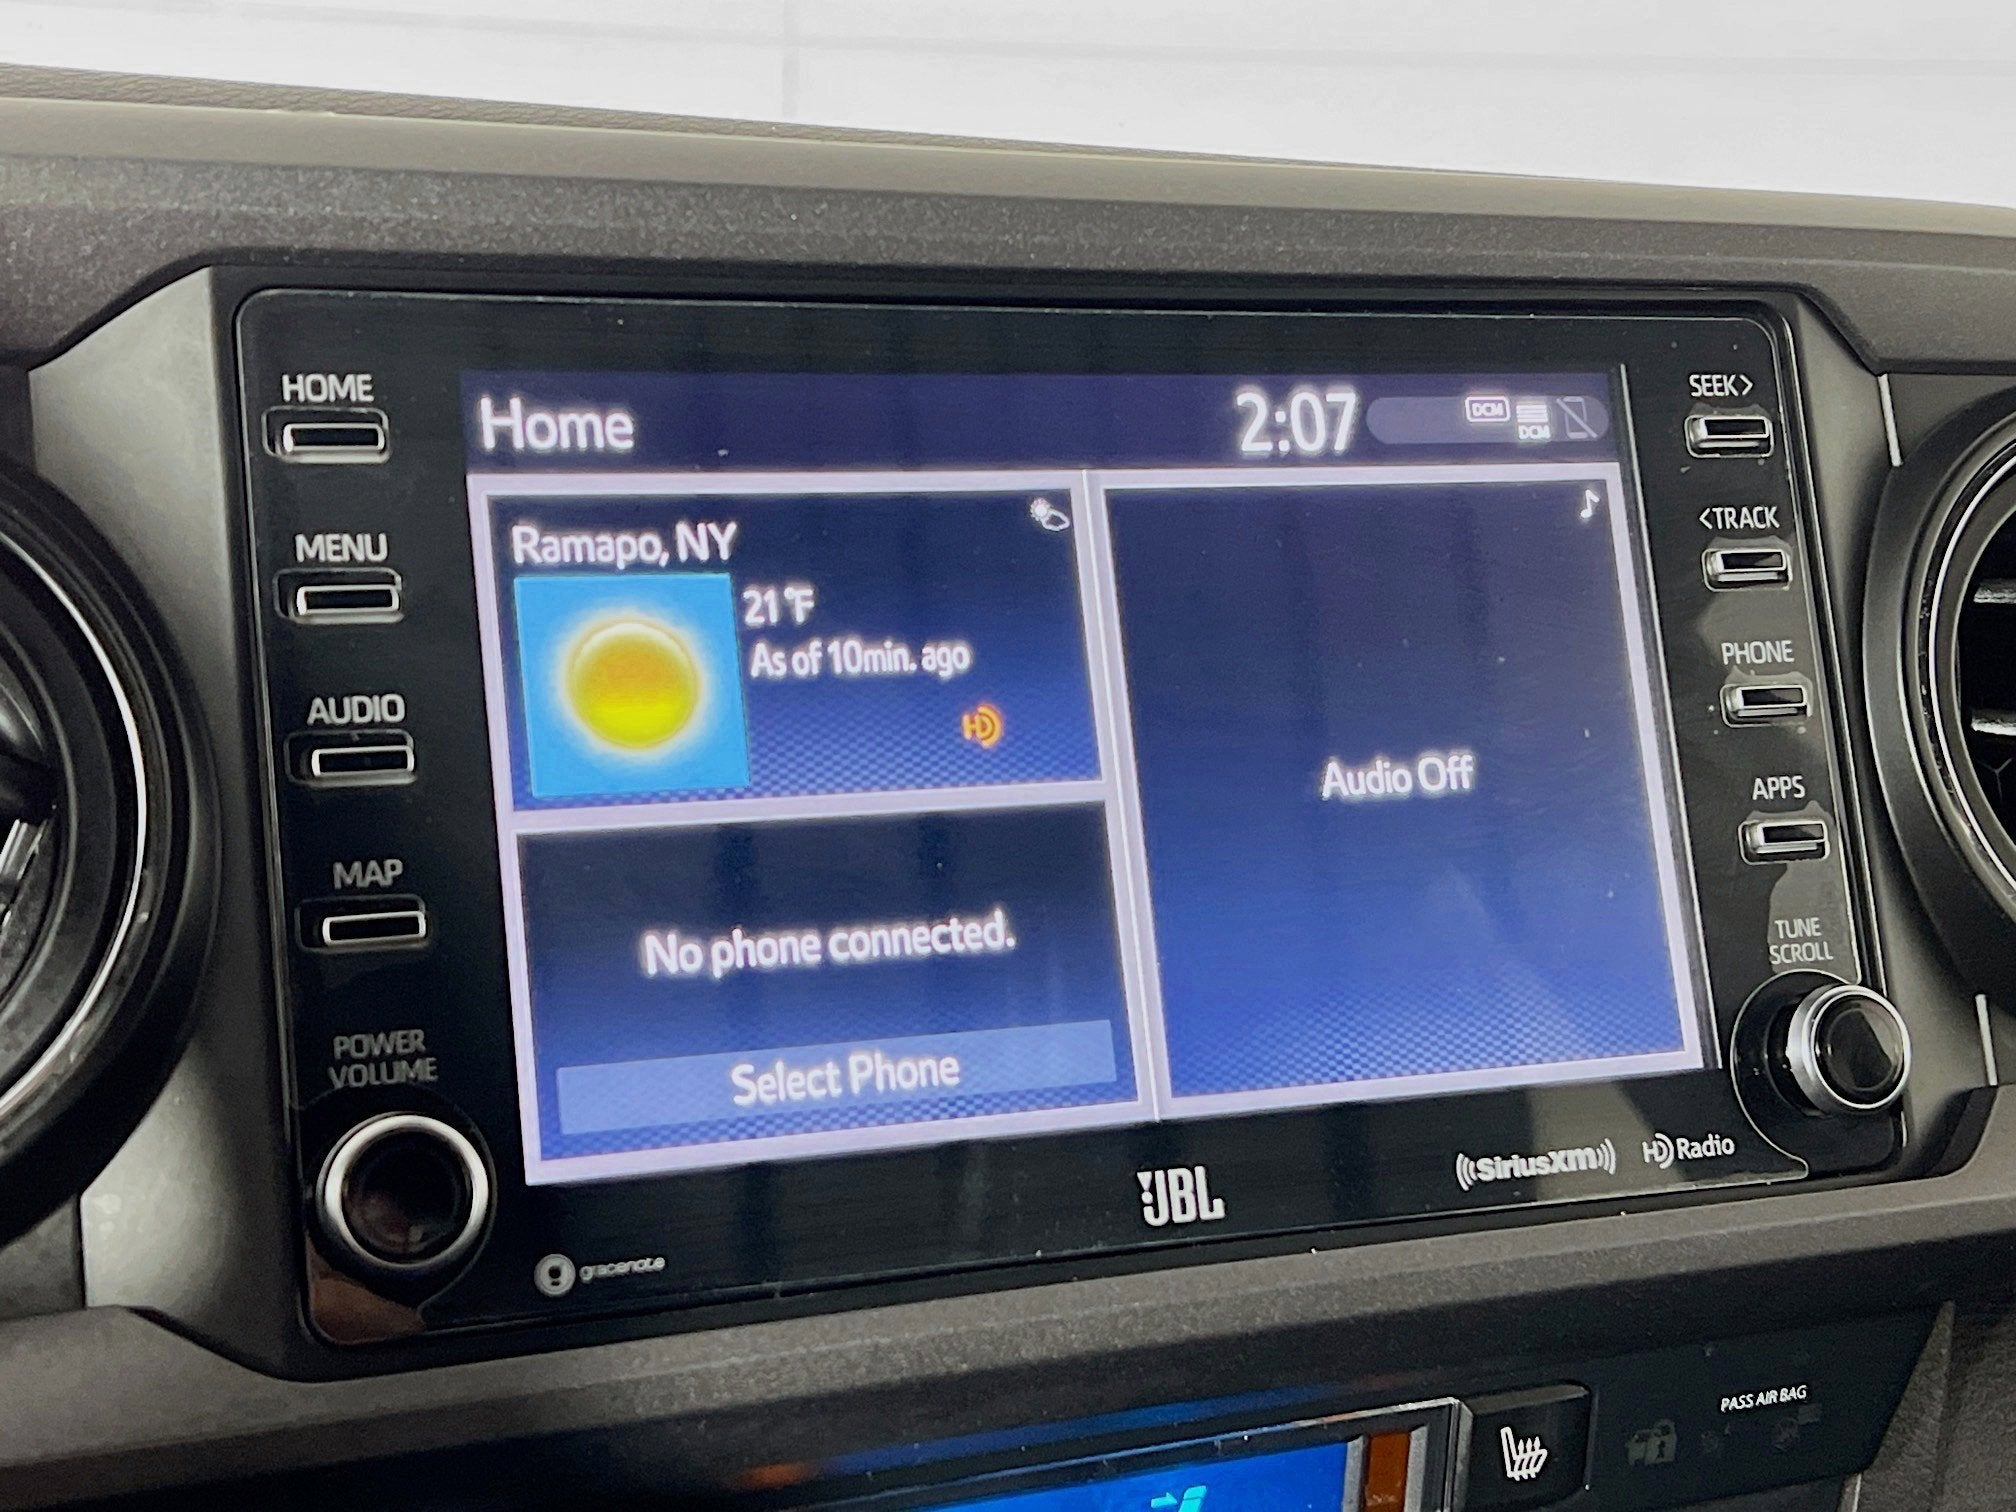 HOME
MENU
AUDIO
MAP
POWER
VOLUME
Home
2:07
DCM
DCM
Ramapo, NY
21°F
As of 10min. ago
HD
No phone connected.
Select Phone
Audio Off
SEEK>
<TRACK
PHONE
APPS
TUNE
SCROLL
gracenote
JBL
((SiriusXM))
HD Radio
PASS AIR BAG